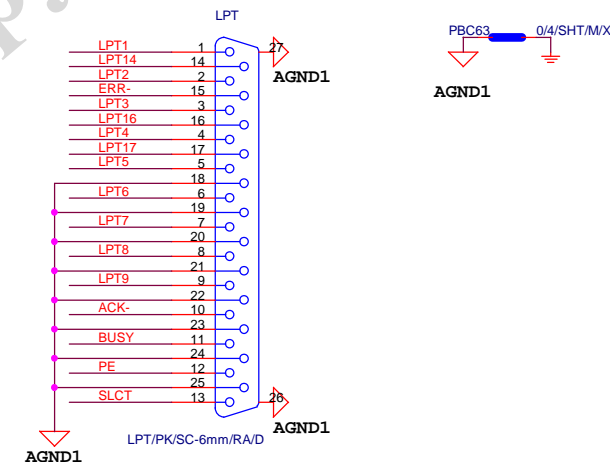 LPT
PBC63 0/4/SHT/M/X
AGND1
LPT1 1 27
LPT14 14
AGND1
LPT2 2
ERR- 15
LPT3 3
LPT16 16
LPT4 4
LPT17 17
LPT5 5
18
LPT6 6
19
LPT7 7
20
LPT8 8
21
LPT9 9
22
ACK- 10
23
BUSY 11
24
PE 12
25
SLCT 13 26
AGND1
LPT/PK/SC-6mm/RA/D
AGND1